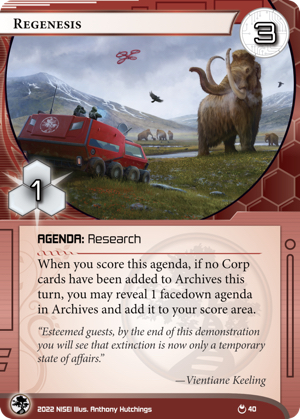 Regenesis
3
1
AGENDA: Research
When you score this agenda, if no Corp
cards have been added to Archives this
turn, you may reveal 1 facedown agenda
in Archives and add it to your score area.
“Esteemed guests, by the end of this demonstration
you will see that extinction is now only a temporary
state of affairs.”
—Vientiane Keeling
2022 NISEI Illus. Anthony Hutchings
40